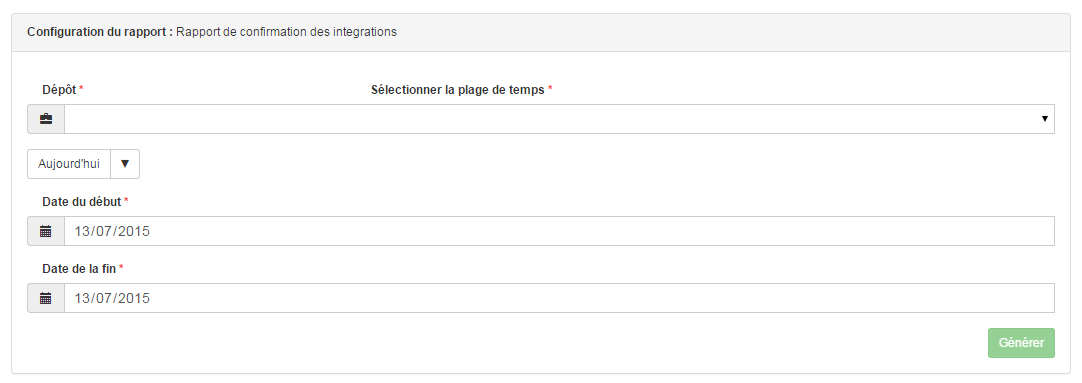 Configuration du rapport : Rapport de confirmation des integrations
Dépôt * Sélectionner la plage de temps *
Aujourd'hui
Date du début *
13/07/2015
Date de la fin *
13/07/2015
Générer